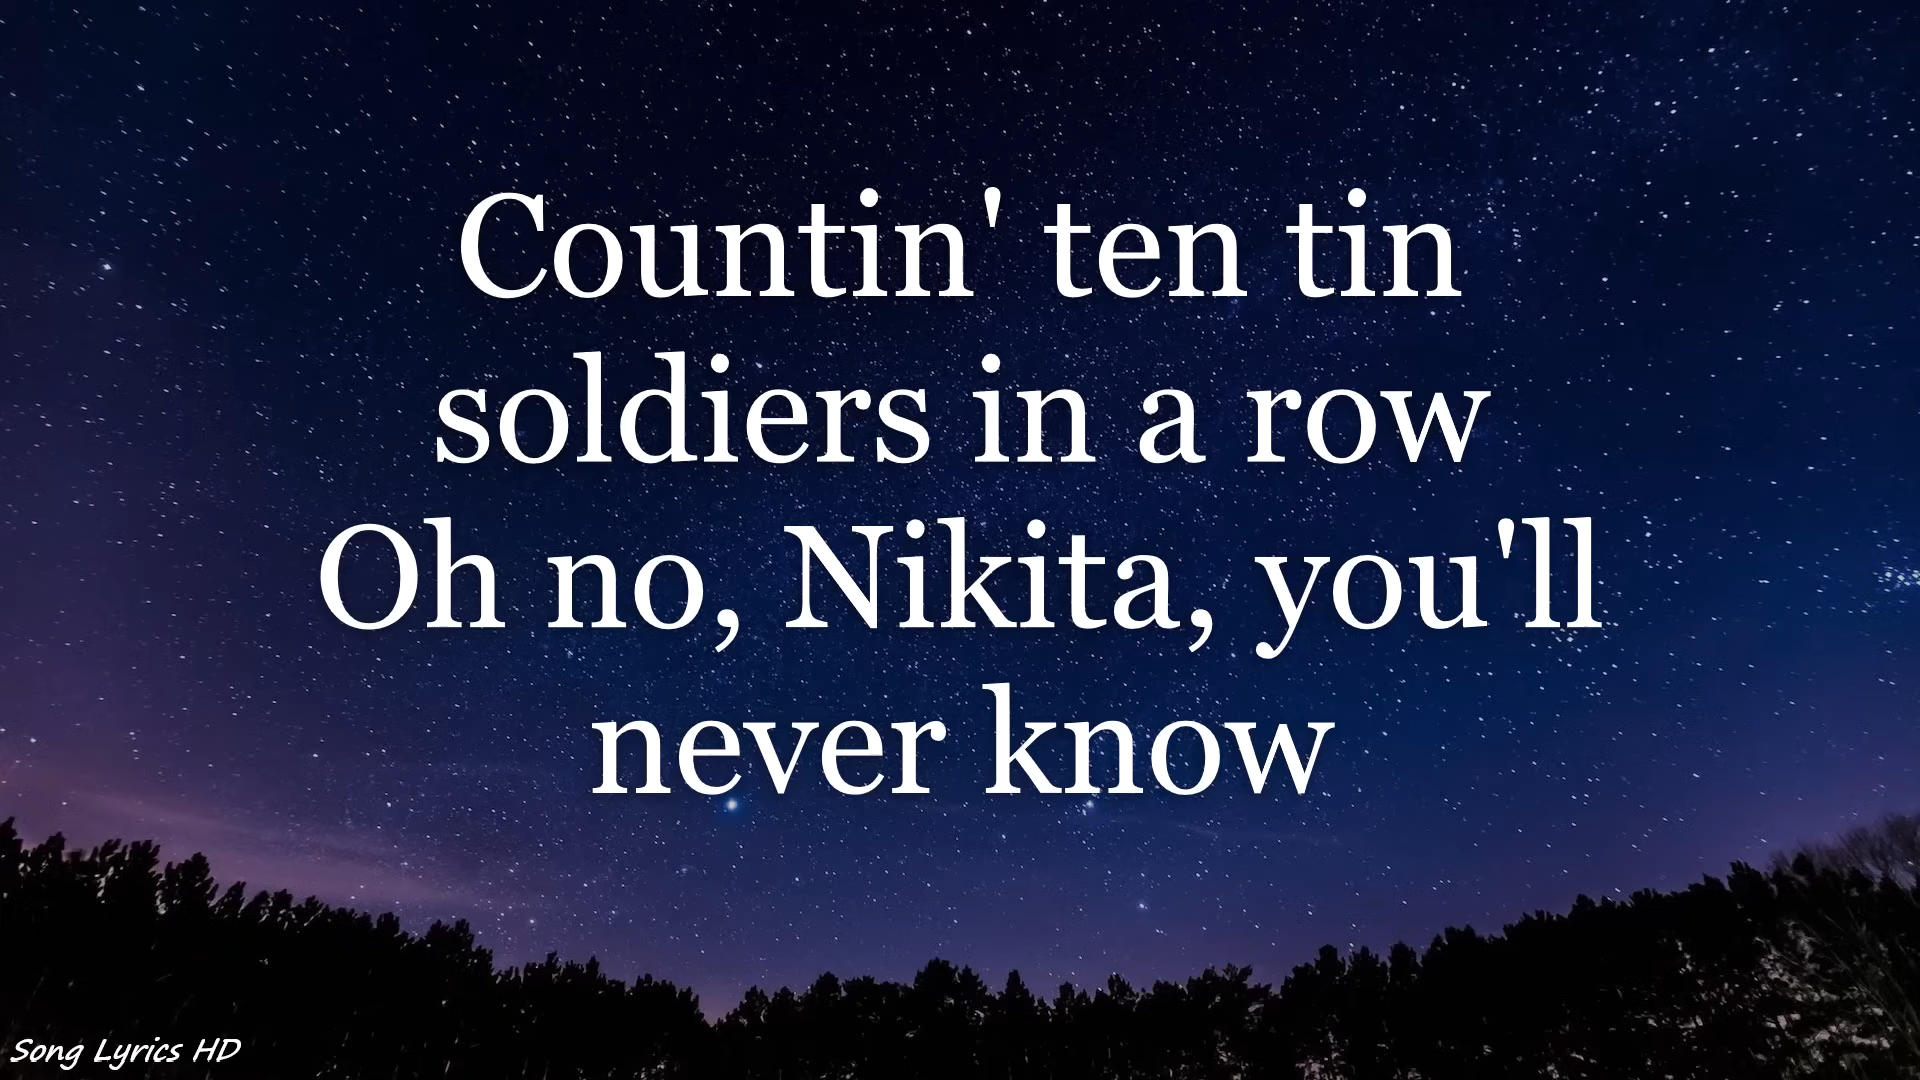 Countin' ten tin
soldiers in a row
Oh no, Nikita, you'll
never know
Song Lyrics HD